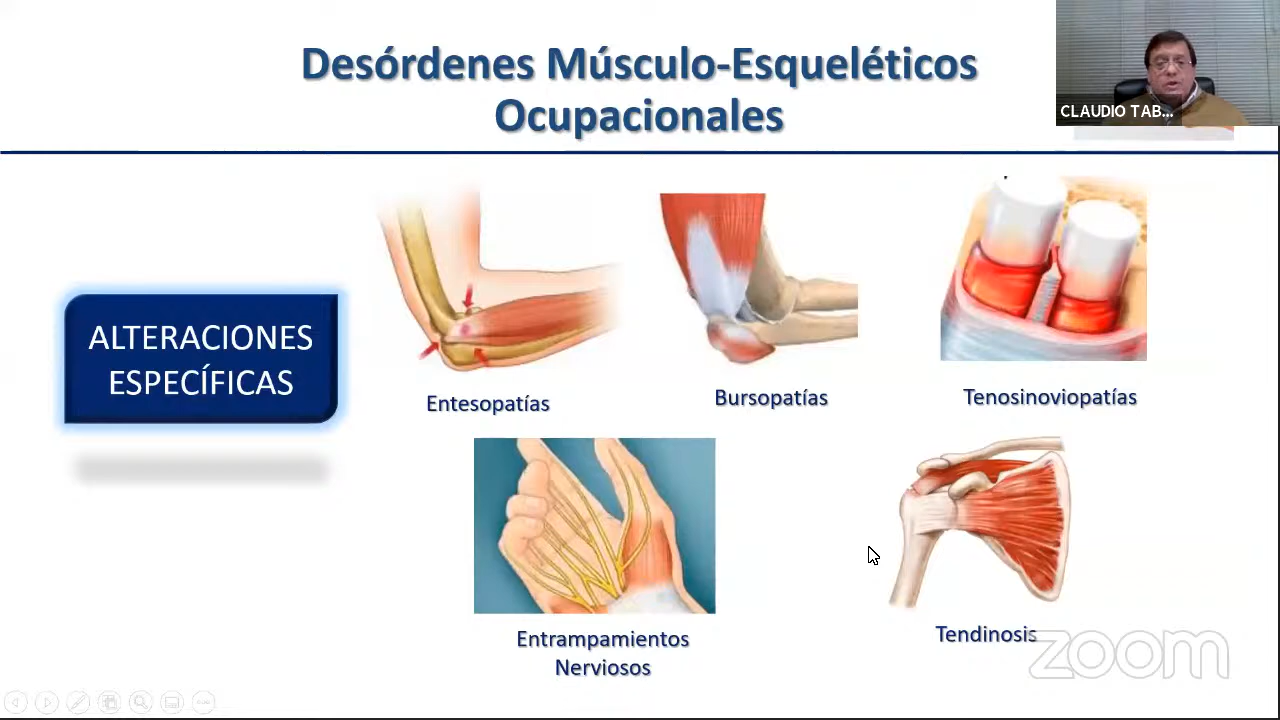 Desórdenes Músculo-Esqueléticos
Ocupacionales
CLAUDIO TAB...
ALTERACIONES
ESPECÍFICAS
Entesopatías
Bursopatías
Tenosinoviopatías
Entrampamientos
Nerviosos
Tendinosis
zoom